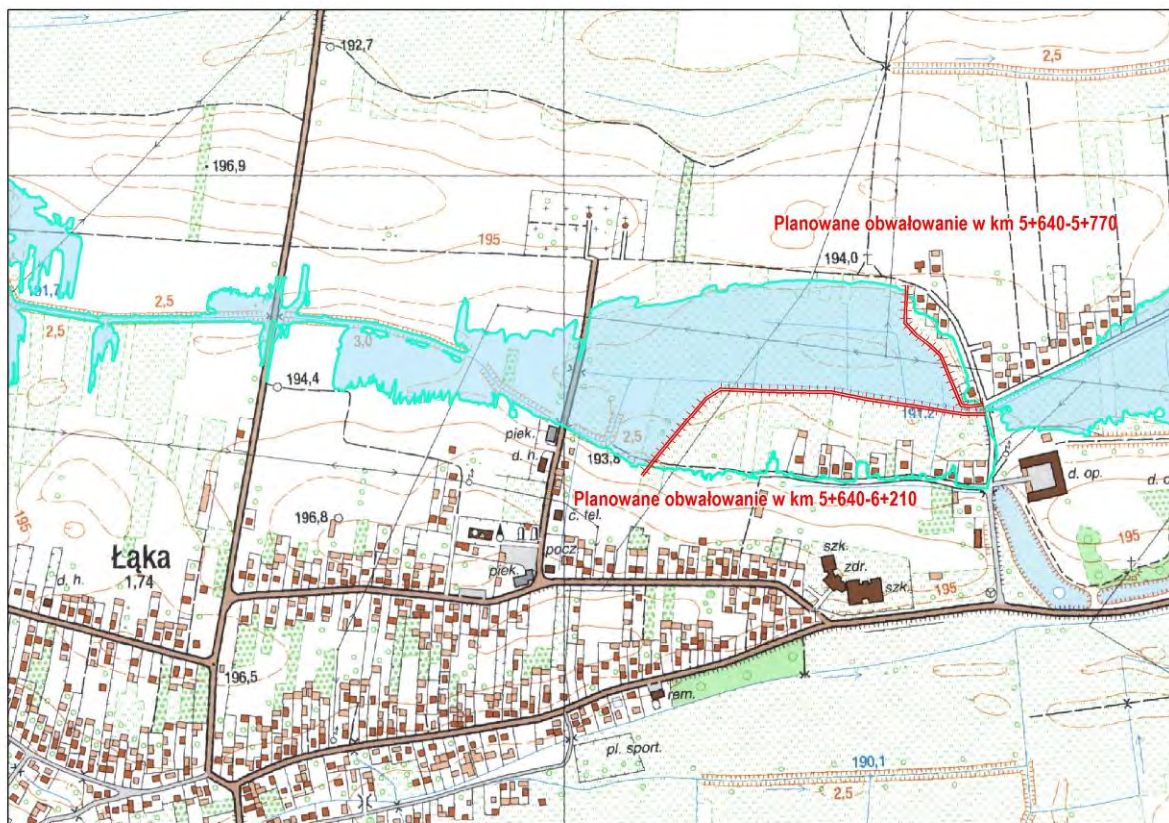 192,7
2,5
196,9
Planowane obwałowanie w km 5+640-5+770
195
194,0
191,7
2,5
2,5
3,0
194,4
191,2
piek.
2,5
d. h.
193,8
d. op.
Planowane obwałowanie w km 5+640-6+210
195
196,8
c. tel.
195
Łąka
1,74
pocz.
szk.
zdr.
d. h.
piek.
szk.
195
196,5
rem.
pl. sport.
190,1
2,5